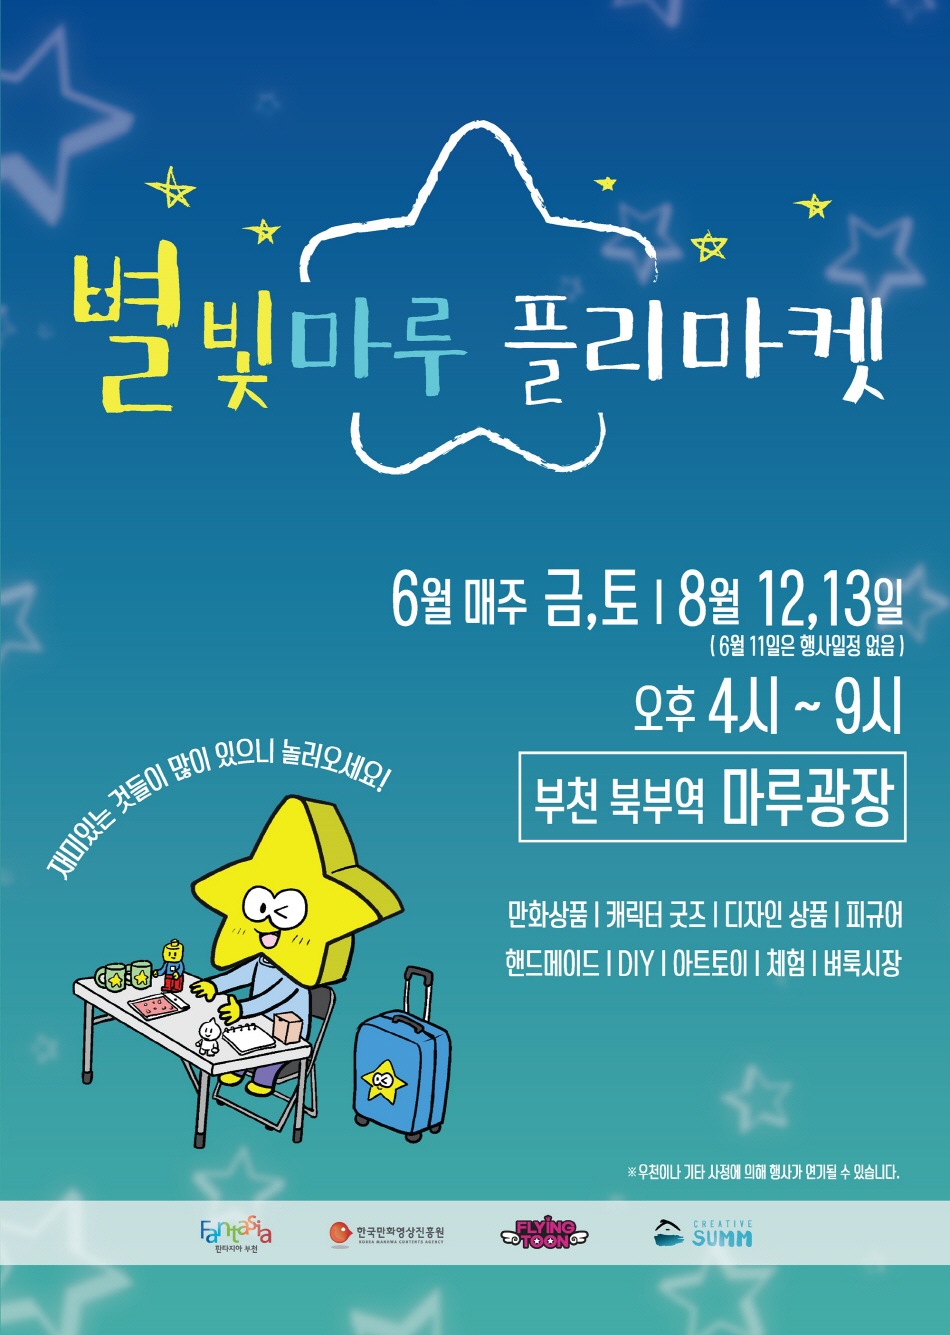 별빛마루 플리마켓
6월 매주 금,토 | 8월 12,13일
( 6월 11일은 행사일정 없음 )
오후 4시 ~ 9시
부천 북부역 마루광장
재미있는 것들이 많이 있으니 놀러오세요!
만화상품 | 캐릭터 굿즈 | 디자인 상품 | 피규어
핸드메이드 | DIY | 아트토이 | 체험 | 벼룩시장
※우천이나 기타 사정에 의해 행사가 연기될 수 있습니다.
Fantasia
판타지아 부천
한국만화영상진흥원
KOREA MANHWA CONTENTS AGENCY
FLYING
TOON
CREATIVE
SUMM